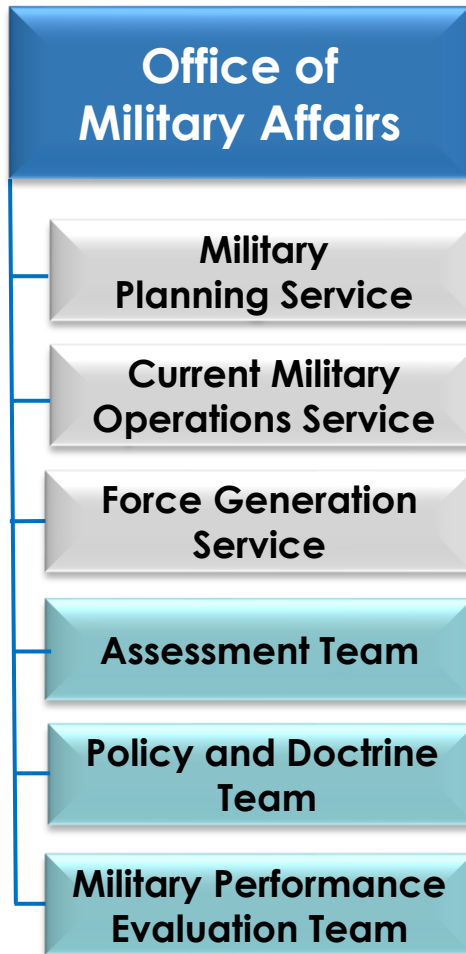 Office of
Military Affairs
Military
Planning Service
Current Military
Operations Service
Force Generation
Service
Assessment Team
Policy and Doctrine
Team
Military Performance
Evaluation Team